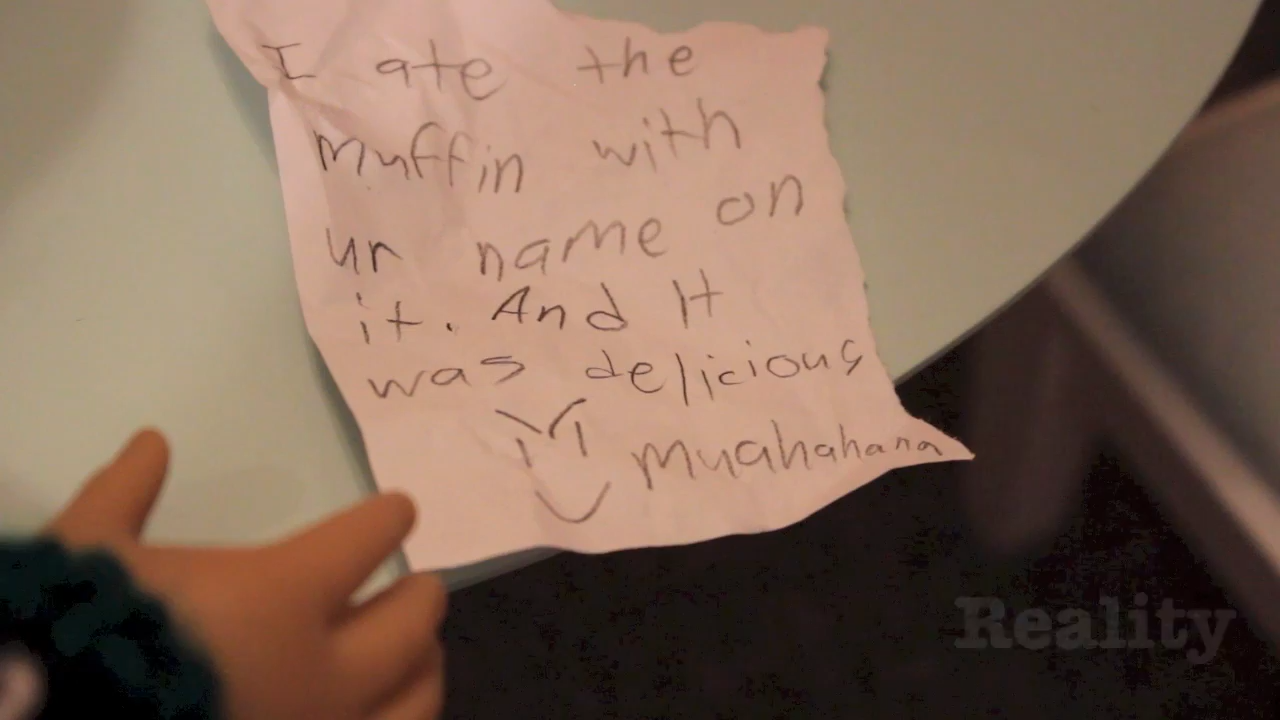 I ate the
muffin with
ur name on
it. And It
was delicious
muahahaha
Reality